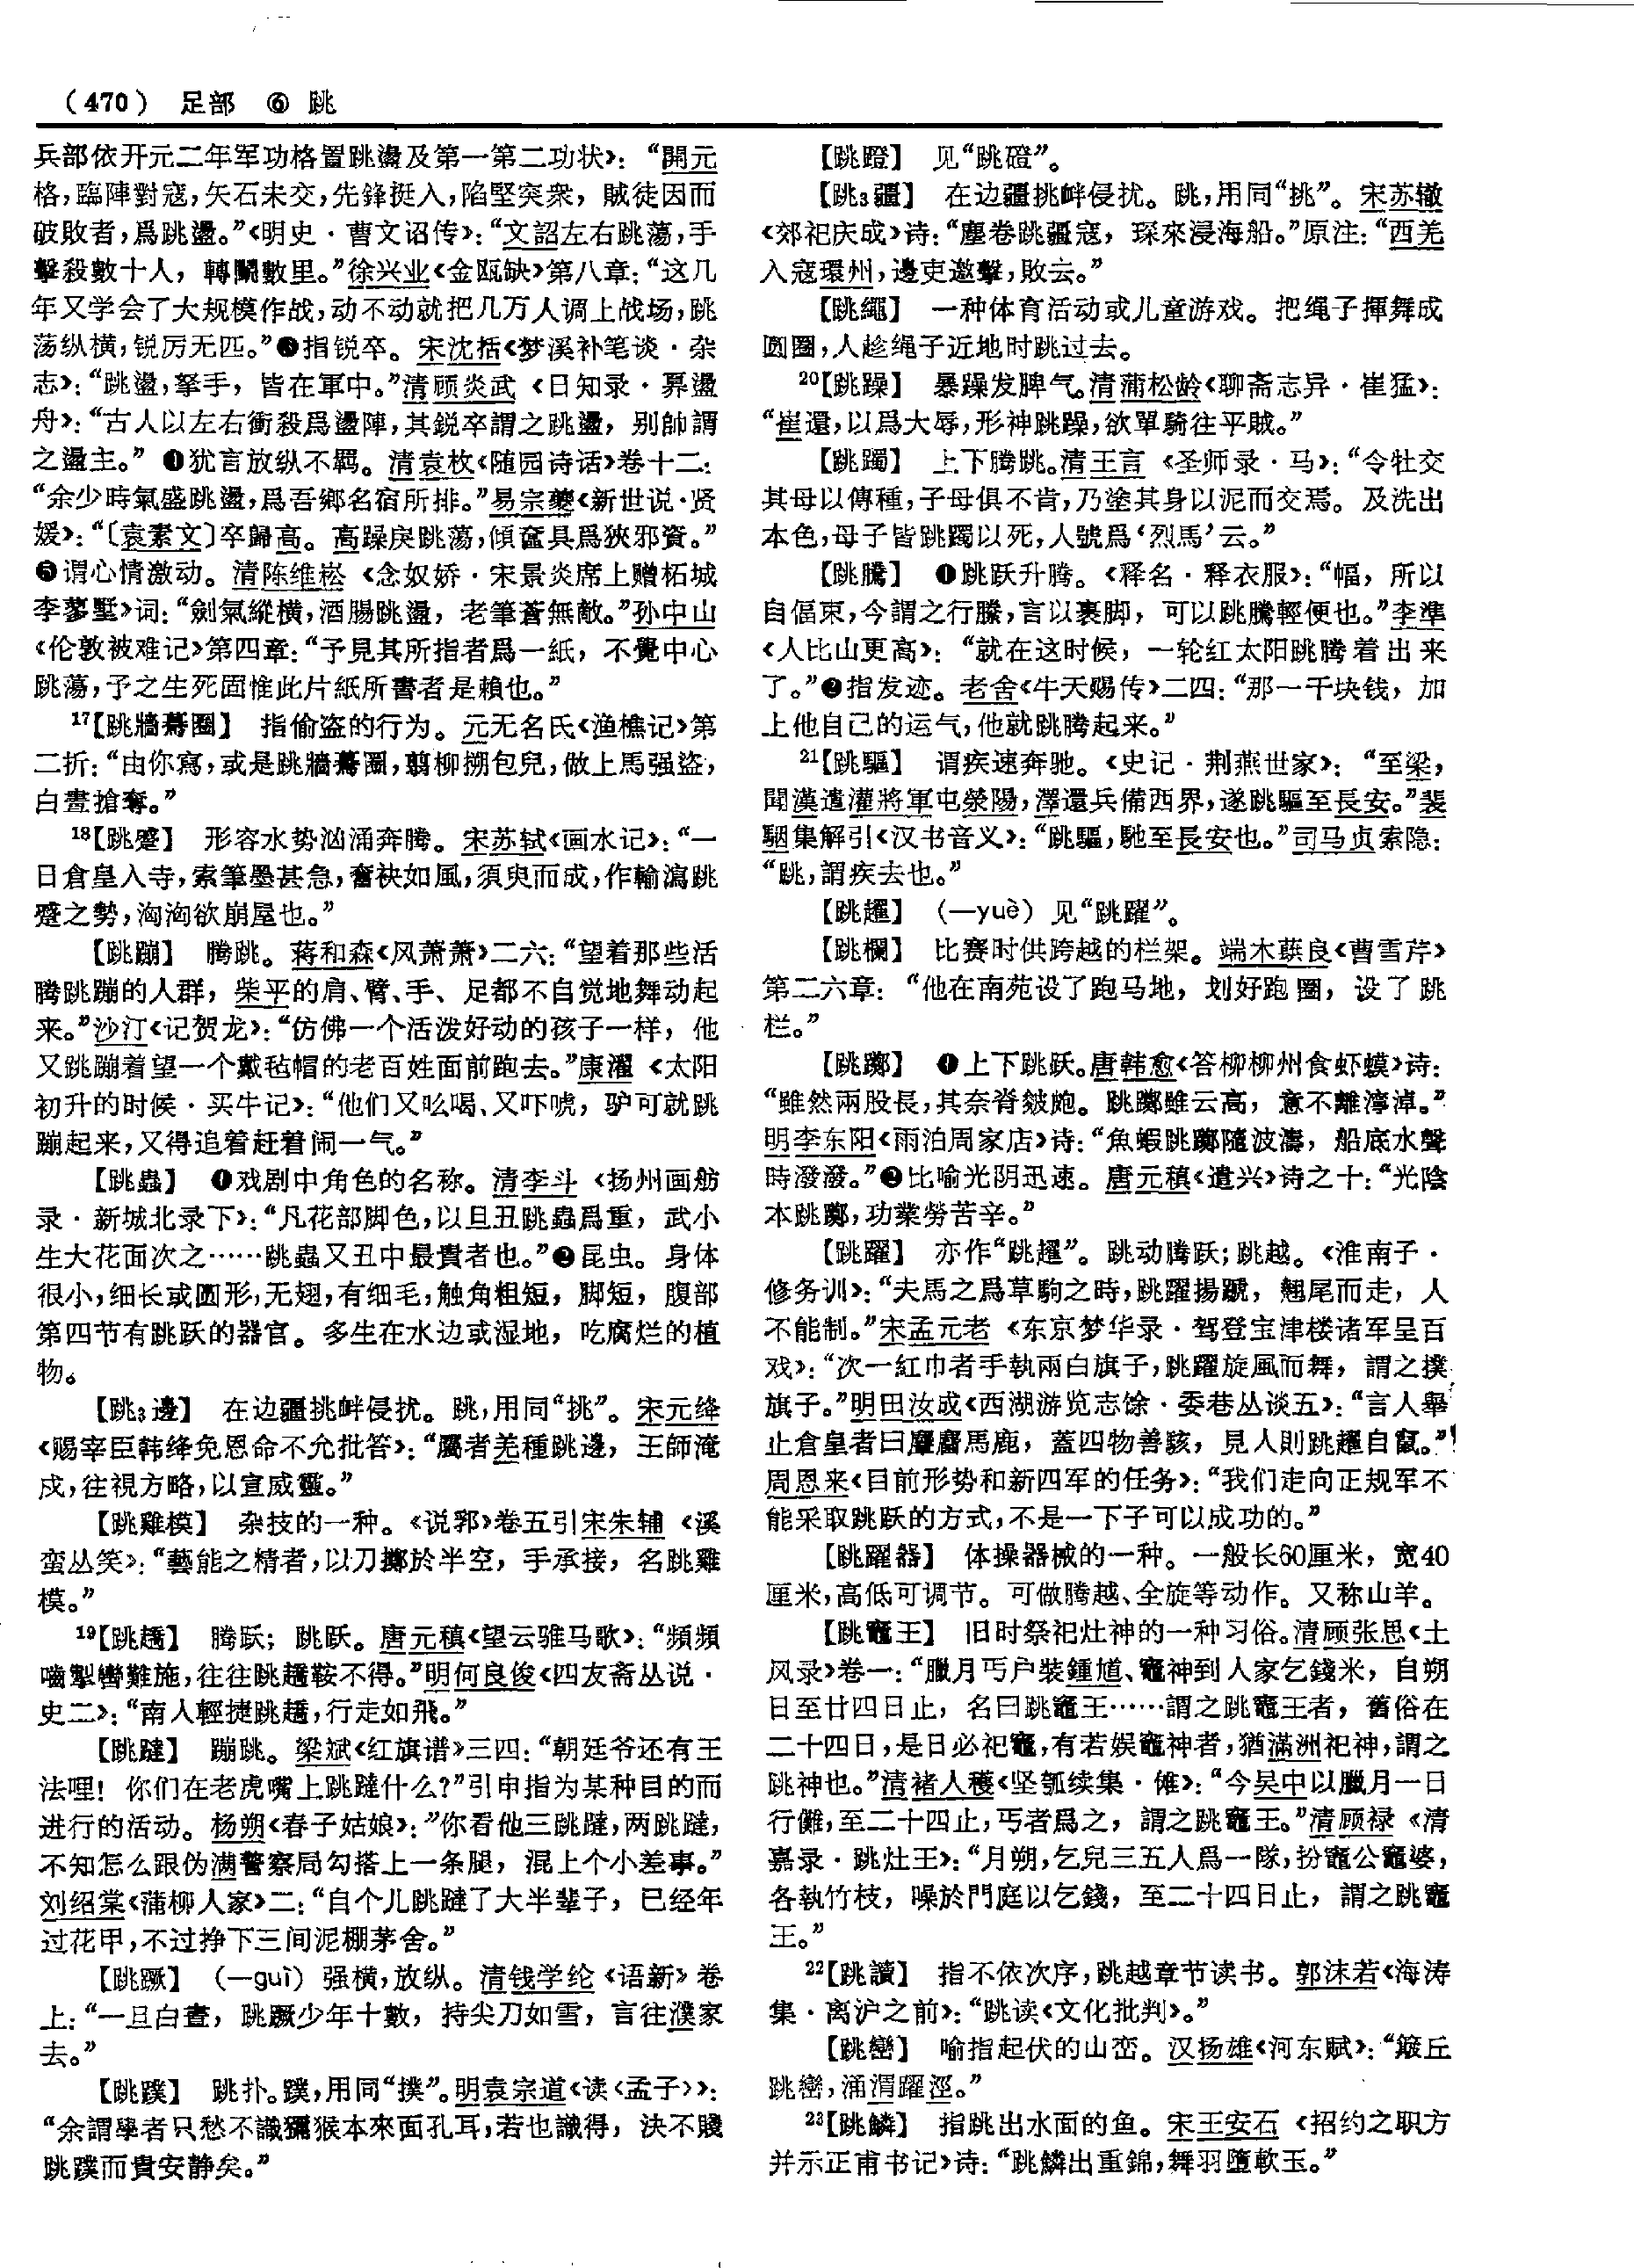 （470） 足部 ⑥ 跳
兵部依开元二年军功格置跳盪及第一第二功状》：“開元
格，臨陣對寇，矢石未交，先鋒挺入，陷堅突衆，賊徒因而
破敗者，爲跳盪。”《明史·曹文诏传》：“文詔左右跳蕩，手
擊殺數十人，轉鬭數里。”徐兴业《金瓯缺》第八章：“这几
年又学会了大规模作战，动不动就把几万人调上战场，跳
荡纵横，锐厉无匹。”❸指锐卒。宋沈括《梦溪补笔谈·杂
志》：“跳盪，拏手，皆在軍中。”清顾炎武《日知录·奡盪
舟》：“古人以左右衝殺爲盪陣，其鋭卒謂之跳盪，别帥謂
之盪主。”❹犹言放纵不羁。清袁枚《随园诗话》卷十二：
“余少時氣盛跳盪，爲吾鄉名宿所排。”易宗夔《新世说·贤
媛》：“〔袁素文〕卒歸高。高躁戾跳蕩，傾奩具爲狹邪資。”
❺谓心情激动。清陈维崧《念奴娇·宋景炎席上赠柘城
李蓼墅》词：“劍氣縱橫，酒腸跳盪，老筆蒼無敵。”孙中山
《伦敦被难记》第四章：“予見其所指者爲一紙，不覺中心
跳蕩，予之生死固惟此片紙所書者是賴也。”
17【跳牆驀圈】 指偷盗的行为。元无名氏《渔樵记》第
二折：“由你寫，或是跳牆驀圈，翦柳搠包兒，做上馬强盜，
白晝搶奪。”
18【跳蹙】 形容水势汹涌奔腾。宋苏轼《画水记》：“一
日倉皇入寺，索筆墨甚急，奮袂如風，須臾而成，作輸瀉跳
蹙之勢，洶洶欲崩屋也。”
【跳蹦】 腾跳。蒋和森《风萧萧》二六：“望着那些活
腾跳蹦的人群，柴平的肩、臂、手、足都不自觉地舞动起
来。”沙汀《记贺龙》：“仿佛一个活泼好动的孩子一样，他
又跳蹦着望一个戴毡帽的老百姓面前跑去。”康濯《太阳
初升的时候·买牛记》：“他们又吆喝、又吓唬，驴可就跳
蹦起来，又得追着赶着闹一气。”
【跳蟲】 ❶戏剧中角色的名称。清李斗《扬州画舫
录·新城北录下》：“凡花部脚色，以旦丑跳蟲爲重，武小
生大花面次之……跳蟲又丑中最貴者也。”❷昆虫。身体
很小，细长或圆形，无翅，有细毛，触角粗短，脚短，腹部
第四节有跳跃的器官。多生在水边或湿地，吃腐烂的植
物。
【跳3邊】 在边疆挑衅侵扰。跳，用同“挑”。宋元绛
《赐宰臣韩绛免恩命不允批答》：“屬者羌種跳邊，王師淹
戍，往視方略，以宣威靈。”
【跳雞模】 杂技的一种。《说郛》卷五引宋朱辅《溪
蛮丛笑》：“藝能之精者，以刀擲於半空，手承接，名跳雞
模。”
19【跳趫】 腾跃；跳跃。唐元稹《望云骓马歌》：“頻頻
嚙掣轡難施，往往跳趫鞍不得。”明何良俊《四友斋丛说·
史二》：“南人輕捷跳趫，行走如飛。”
【跳躂】 蹦跳。梁斌《红旗谱》三四：“朝廷爷还有王
法哩！你们在老虎嘴上跳躂什么？”引申指为某种目的而
进行的活动。杨朔《春子姑娘》：”你看他三跳躂，两跳躂，
不知怎么跟伪满警察局勾搭上一条腿，混上个小差事。”
刘绍棠《蒲柳人家》二：“自个儿跳躂了大半辈子，已经年
过花甲，不过挣下三间泥棚茅舍。”
【跳蹶】 （—guì）强横，放纵。清钱学纶《语新》卷
上：“一旦白晝，跳蹶少年十數，持尖刀如雪，言往濮家
去。”
【跳蹼】 跳扑。蹼，用同“撲”。明袁宗道《读〈孟子〉》：
“余謂學者只愁不識獼猴本來面孔耳，若也識得，決不賤
跳蹼而貴安静矣。”
【跳蹬】 见“跳磴”。
【跳3疆】 在边疆挑衅侵扰。跳，用同“挑”。宋苏辙
《郊祀庆成》诗：“塵卷跳疆寇，琛來浸海船。”原注：“西羌
入寇環州，邊吏邀擊，敗去。”
【跳繩】 一种体育活动或儿童游戏。把绳子挥舞成
圆圈，人趁绳子近地时跳过去。
20【跳躁】 暴躁发脾气。清蒲松龄《聊斋志异·崔猛》：
“崔還，以爲大辱，形神跳躁，欲單騎往平賊。”
【跳躅】 上下腾跳。清王言《圣师录·马》：“令牡交
其母以傳種，子母俱不肯，乃塗其身以泥而交焉。及洗出
本色，母子皆跳躅以死，人號爲‘烈馬’云。”
【跳騰】 ❶跳跃升腾。《释名·释衣服》：“幅，所以
自偪束，今謂之行縢，言以裹脚，可以跳騰輕便也。”李準
《人比山更高》：“就在这时候，一轮红太阳跳腾着出来
了。”❷指发迹。老舍《牛天赐传》二四：“那一千块钱，加
上他自己的运气，他就跳腾起来。”
21【跳驅】 谓疾速奔驰。《史记·荆燕世家》：“至梁，
聞漢遣灌將軍屯滎陽，澤還兵備西界，遂跳驅至長安。”裴
駰集解引《汉书音义》：“跳驅，馳至長安也。”司马贞索隐：
“跳，謂疾去也。”
【跳趯】 （—yuè）见“跳躍”。
【跳欄】 比赛时供跨越的栏架。端木蕻良《曹雪芹》
第二六章：“他在南苑设了跑马地，划好跑圈，设了跳
栏。”
【跳躑】 ❶上下跳跃。唐韩愈《答柳柳州食虾蟆》诗：
“雖然兩股長，其奈脊皴皰。跳躑雖云高，意不離濘淖。”
明李东阳《雨泊周家店》诗：“魚蝦跳躑隨波濤，船底水聲
時潑潑。”❷比喻光阴迅速。唐元稹《遣兴》诗之十：“光陰
本跳躑，功業勞苦辛。”
【跳躍】 亦作“跳趯”。跳动腾跃；跳越。《淮南子·
修务训》：“夫馬之爲草駒之時，跳躍揚蹏，翹尾而走，人
不能制。”宋孟元老《东京梦华录·驾登宝津楼诸军呈百
戏》：“次一紅巾者手執兩白旗子，跳躍旋風而舞，謂之撲
旗子。”明田汝成《西湖游览志馀·委巷丛谈五》：“言人舉
止倉皇者曰麞麕馬鹿，蓋四物善駭，見人則跳趯自竄。”
周恩来《目前形势和新四军的任务》：“我们走向正规军不
能采取跳跃的方式，不是一下子可以成功的。”
【跳躍器】 体操器械的一种。一般长60厘米，宽40
厘米，高低可调节。可做腾越、全旋等动作。又称山羊。
【跳竈王】 旧时祭祀灶神的一种习俗。清顾张思《土
风录》卷一：“臘月丐户裝鍾馗、竈神到人家乞錢米，自朔
日至廿四日止，名曰跳竈王……謂之跳竈王者，舊俗在
二十四日，是日必祀竈，有若娱竈神者，猶滿洲祀神，謂之
跳神也。”清褚人穫《坚瓠续集·傩》：“今吴中以臘月一日
行儺，至二十四止，丐者爲之，謂之跳竈王。”清顾禄《清
嘉录·跳灶王》：“月朔，乞兒三五人爲一隊，扮竈公竈婆，
各執竹枝，噪於門庭以乞錢，至二十四日止，謂之跳竈
王。”
22【跳讀】 指不依次序，跳越章节读书。郭沫若《海涛
集·离沪之前》：“跳读《文化批判》。”
【跳巒】 喻指起伏的山峦。汉扬雄《河东赋》：“簸丘
跳巒，涌渭躍涇。”
23【跳鱗】 指跳出水面的鱼。宋王安石《招约之职方
并示正甫书记》诗：“跳鱗出重錦，舞羽墮軟玉。”